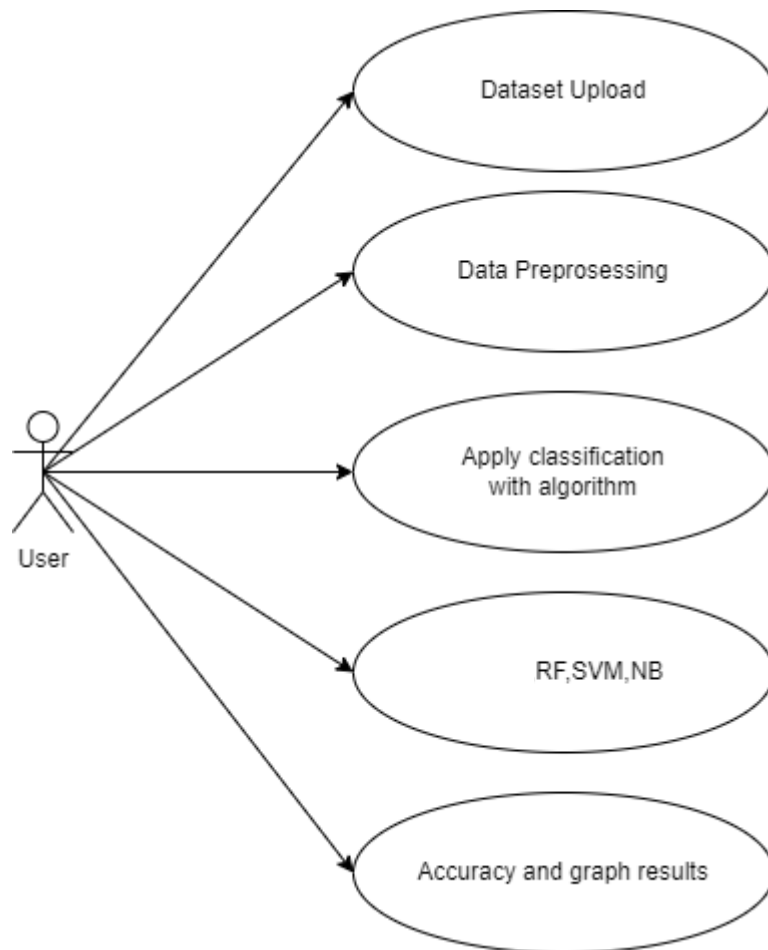 Dataset Upload
Data Preprosessing
Apply classification
with algorithm
User
RF,SVM,NB
Accuracy and graph results